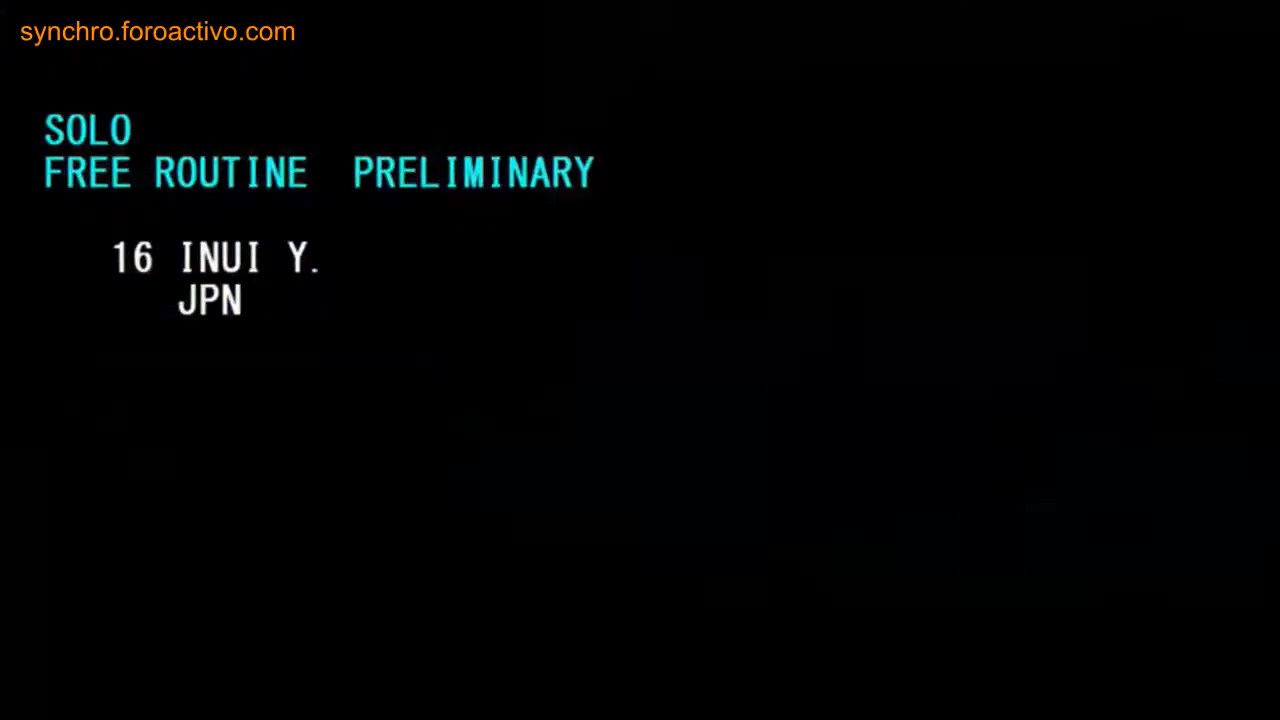 synchro.foroactivo.com
SOLO
FREE ROUTINE PRELIMINARY
16 INUI Y.
JPN